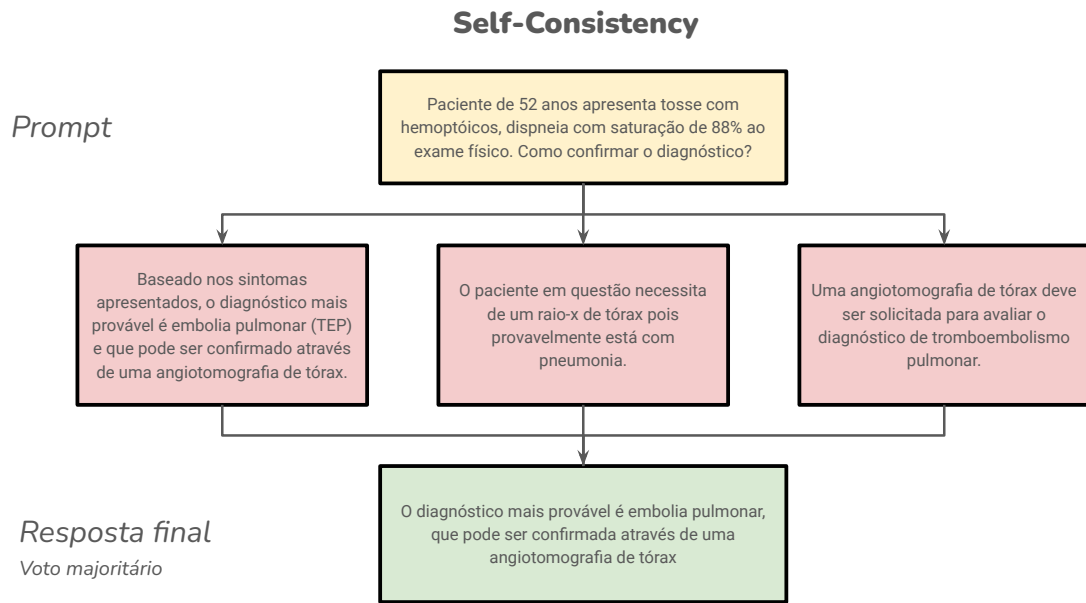 Self-Consistency
Prompt
Paciente de 52 anos apresenta tosse com
hemoptóicos, dispneia com saturação de 88% ao
exame físico. Como confirmar o diagnóstico?
Baseado nos sintomas
apresentados, o diagnóstico mais
provável é embolia pulmonar (TEP)
e que pode ser confirmado através
de uma angiotomografia de tórax.
O paciente em questão necessita
de um raio-x de tórax pois
provavelmente está com
pneumonia.
Uma angiotomografia de tórax deve
ser solicitada para avaliar o
diagnóstico de tromboembolismo
pulmonar.
Resposta final
Voto majoritário
O diagnóstico mais provável é embolia pulmonar,
que pode ser confirmada através de uma
angiotomografia de tórax